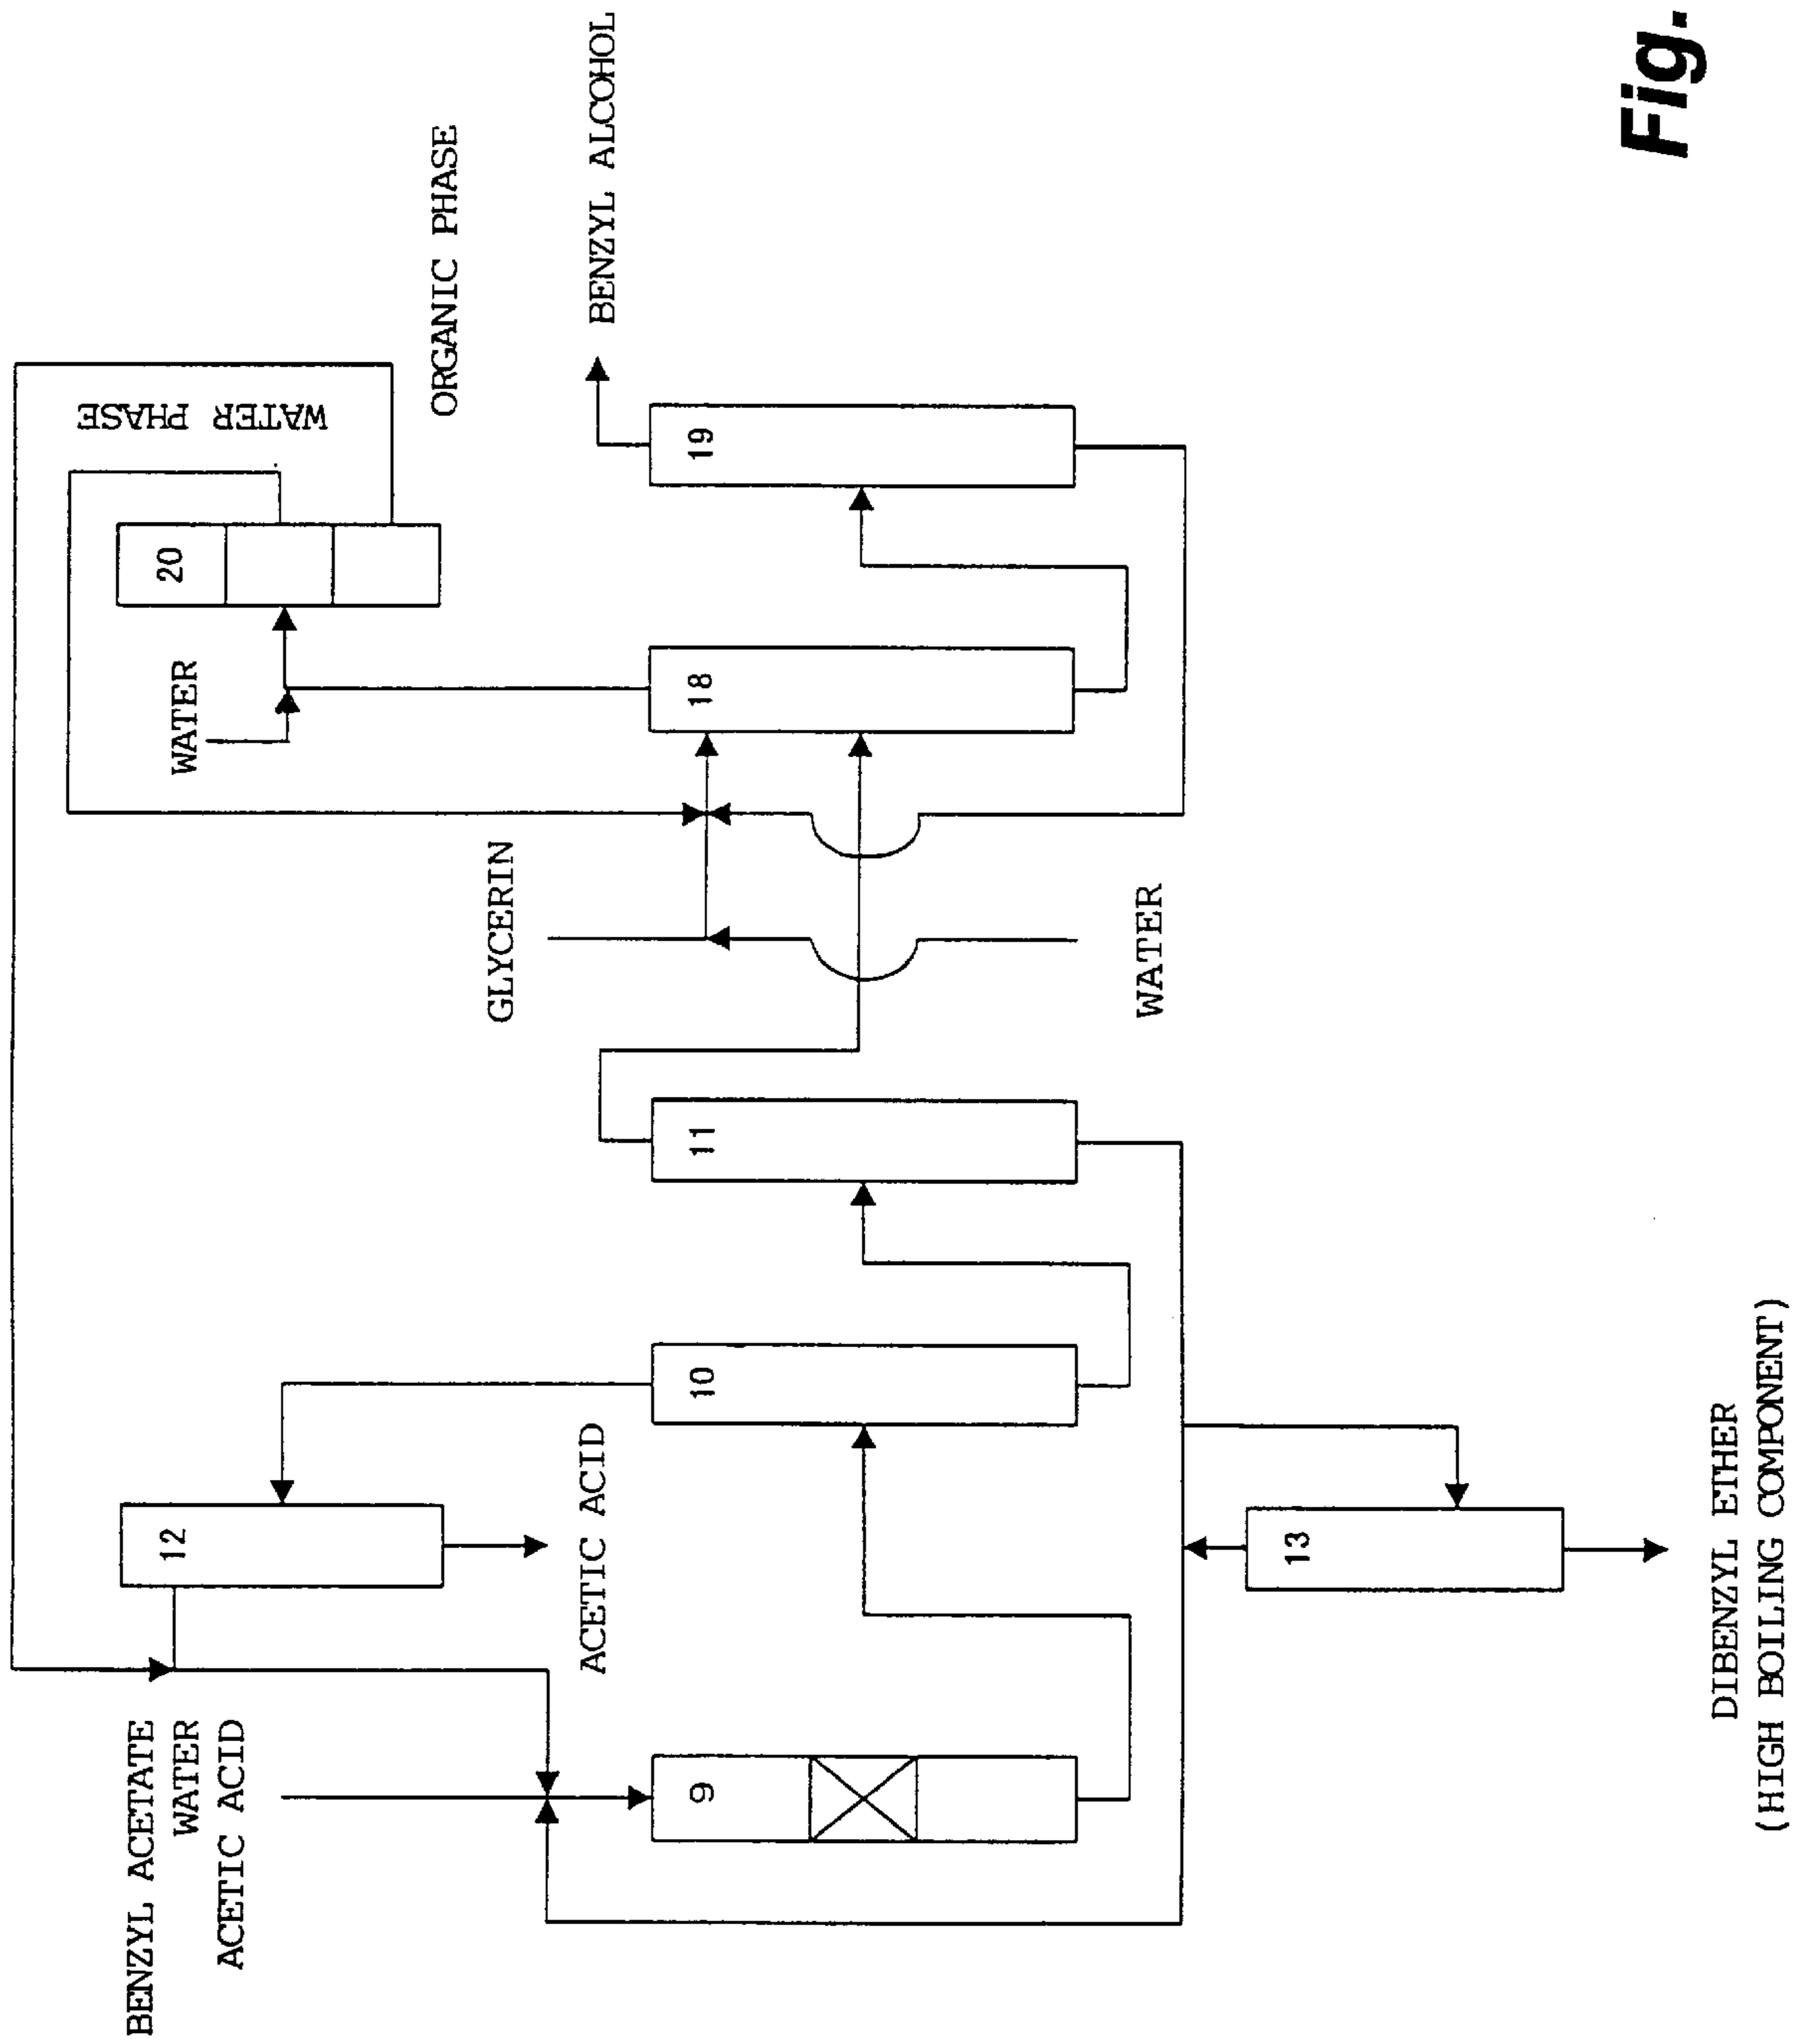 BENZYL ACETATE
WATER
ACETIC ACID
12
ACETIC ACID
9
10
11
13
DIBENZYL ETHER
(HIGH BOILING COMPONENT)
GLYCERIN
WATER
WATER
20
WATER PHASE
ORGANIC PHASE
18
19
BENZYL ALCOHOL
Fig.